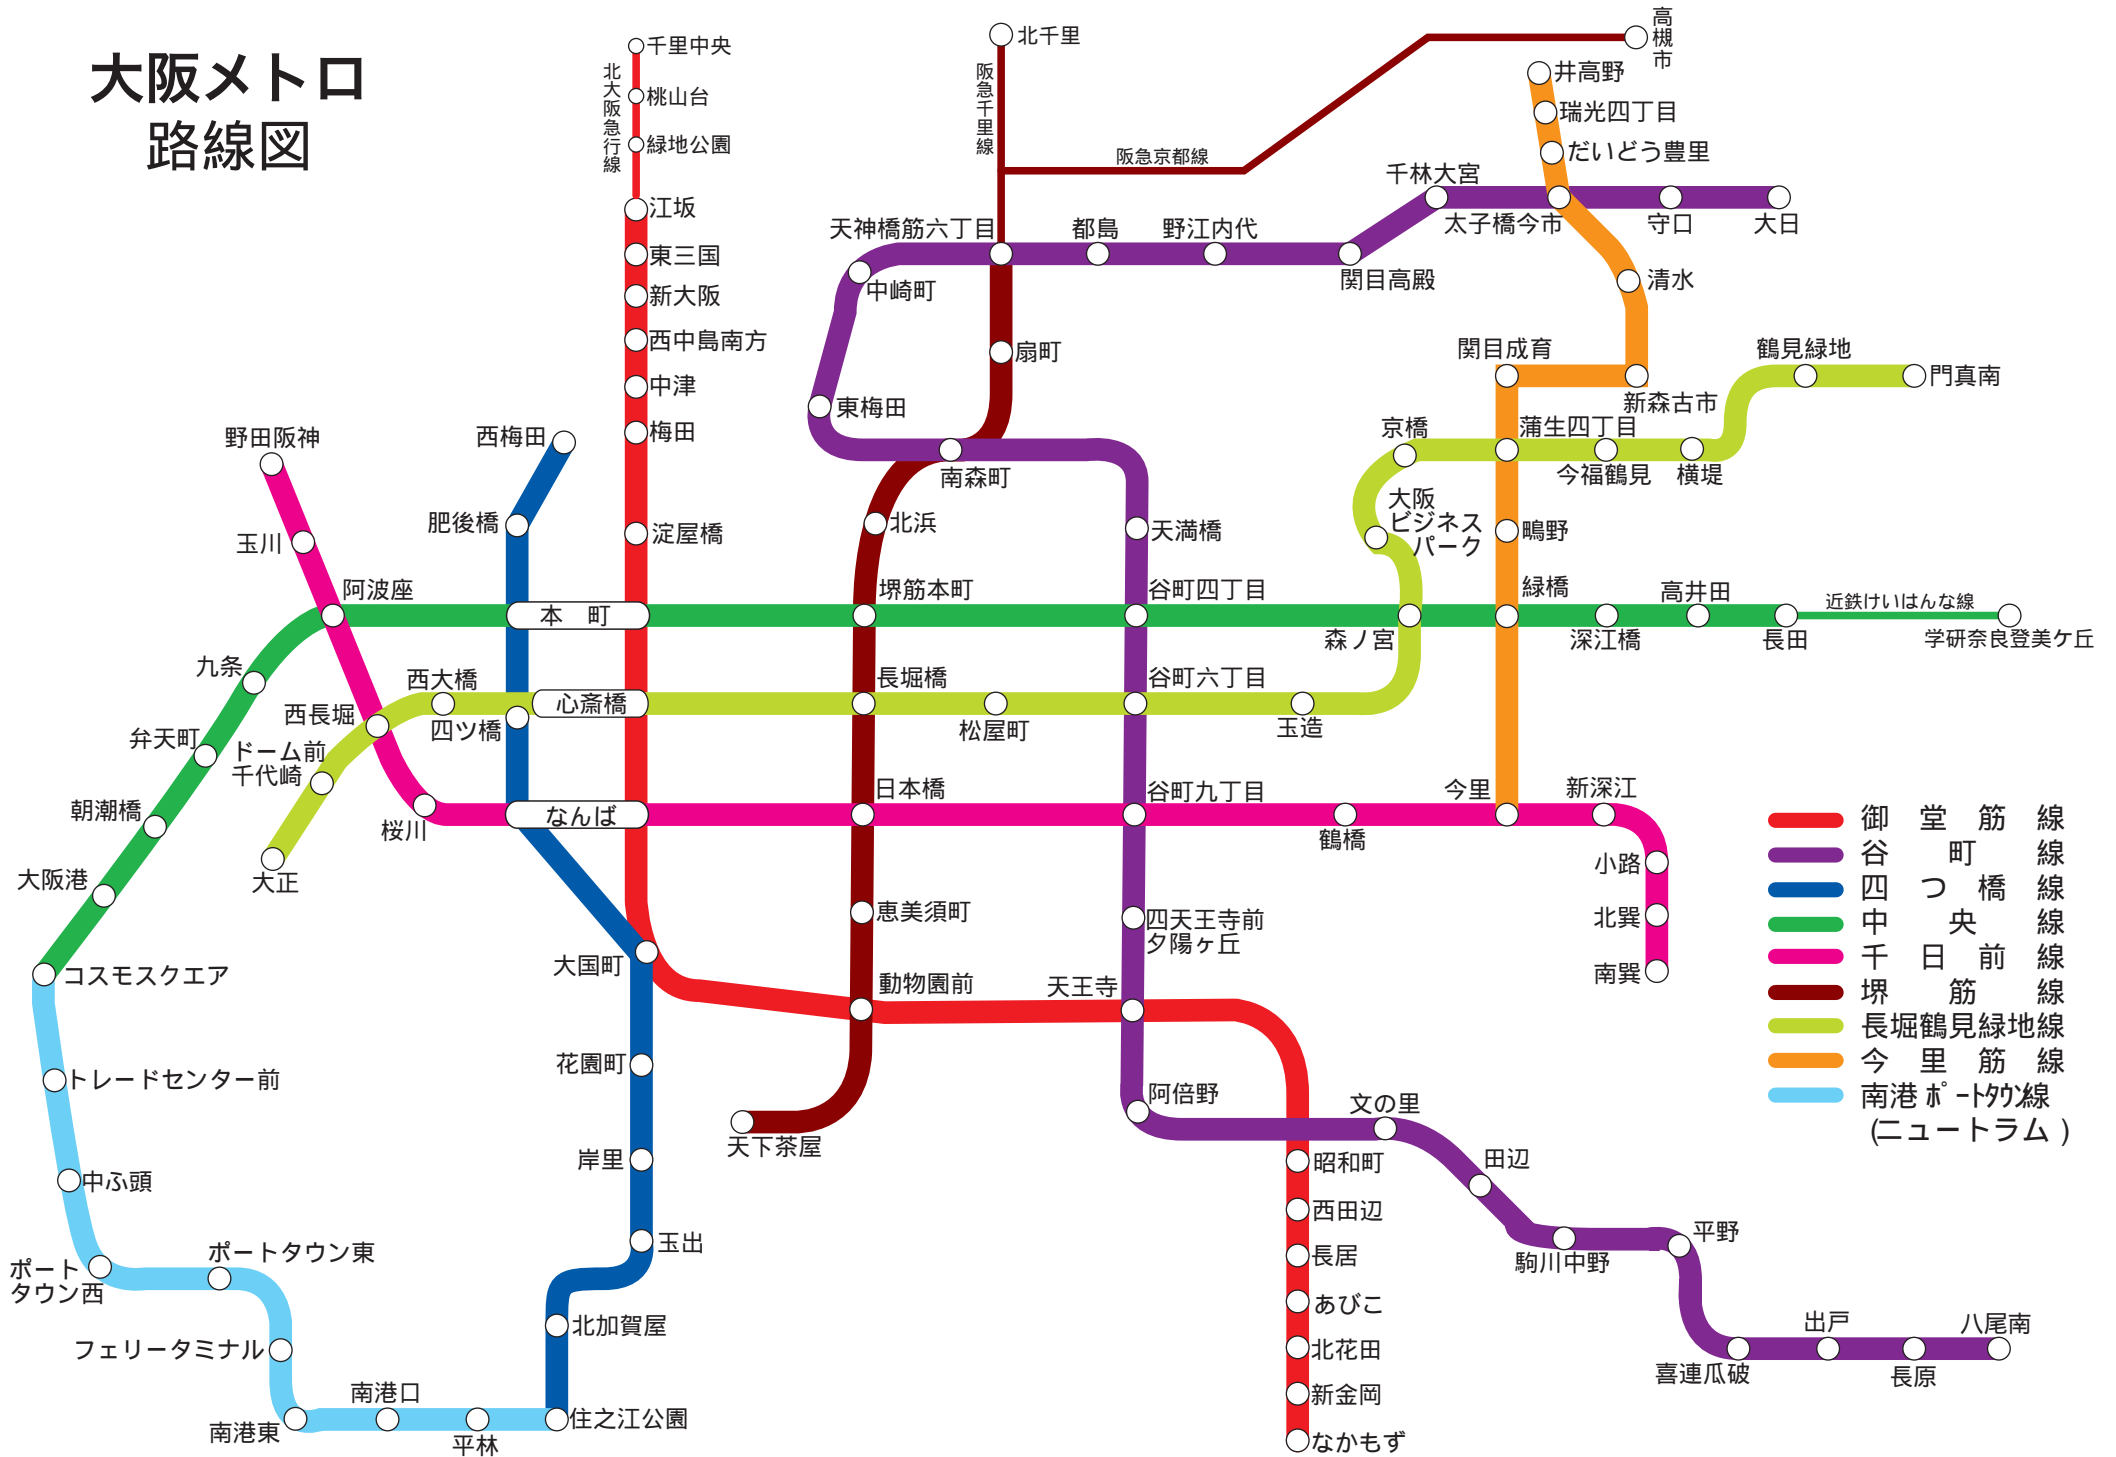 大阪メトロ
路線図
千里中央
北大阪急行線
桃山台
緑地公園
江坂
東三国
新大阪
西中島南方
中津
梅田
淀屋橋
北千里
阪急千里線
阪急京都線
高槻市
井高野
瑞光四丁目
だいどう豊里
千林大宮
太子橋今市
守口
大日
天神橋筋六丁目
都島
野江内代
関目高殿
中崎町
清水
扇町
関目成育
新森古市
鶴見緑地
門真南
東梅田
南森町
京橋
蒲生四丁目
今福鶴見
横堤
野田阪神
西梅田
肥後橋
玉川
北浜
天満橋
大阪
ビジネス
パーク
鴫野
阿波座
本 町
堺筋本町
谷町四丁目
森ノ宮
緑橋
深江橋
高井田
長田
近鉄けいはんな線
学研奈良登美ケ丘
九条
西大橋
心斎橋
長堀橋
谷町六丁目
西長堀
四ツ橋
松屋町
玉造
弁天町
ドーム前
千代崎
朝潮橋
桜川
なんば
日本橋
谷町九丁目
鶴橋
今里
新深江
大阪港
大正
小路
北巽
南巽
恵美須町
四天王寺前
夕陽ヶ丘
コスモスクエア
大国町
動物園前
天王寺
トレードセンター前
花園町
阿倍野
文の里
天下茶屋
中ふ頭
岸里
昭和町
田辺
西田辺
ポート
タウン西
ポートタウン東
玉出
長居
駒川中野
平野
フェリーターミナル
北加賀屋
あびこ
北花田
喜連瓜破
出戸
長原
八尾南
南港東
南港口
平林
住之江公園
新金岡
なかもず
御堂筋線
谷町線
四つ橋線
中央線
千日前線
堺筋線
長堀鶴見緑地線
今里筋線
南港ポートタウン線
(ニュートラム)